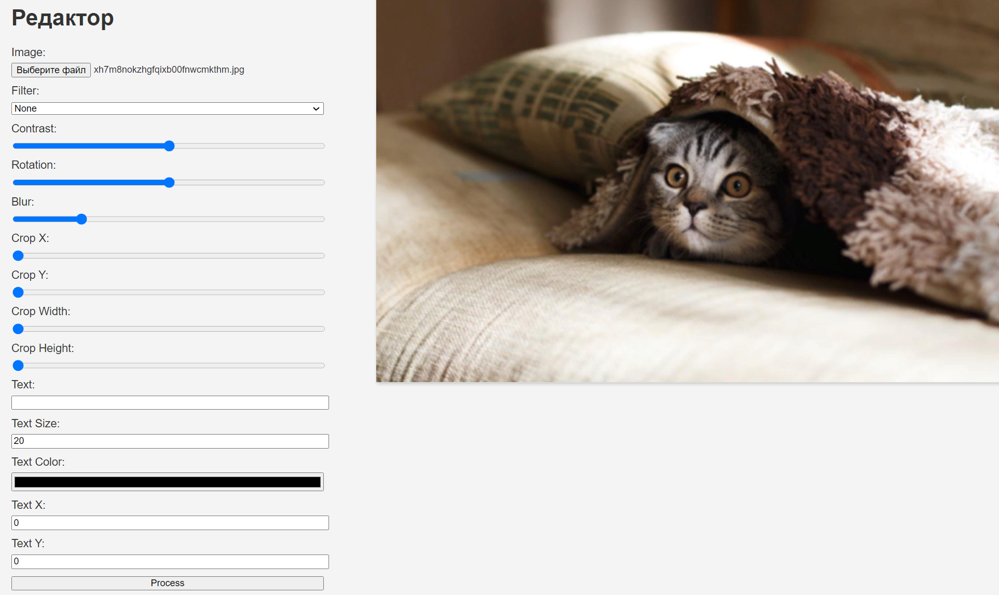 Редактор
Image:
Выберите файл xh7m8nokzhgfqixb00fnwcmkthm.jpg
Filter:
None
Contrast:
Rotation:
Blur:
Crop X:
Crop Y:
Crop Width:
Crop Height:
Text:
Text Size:
20
Text Color:
Text X:
0
Text Y:
0
Process